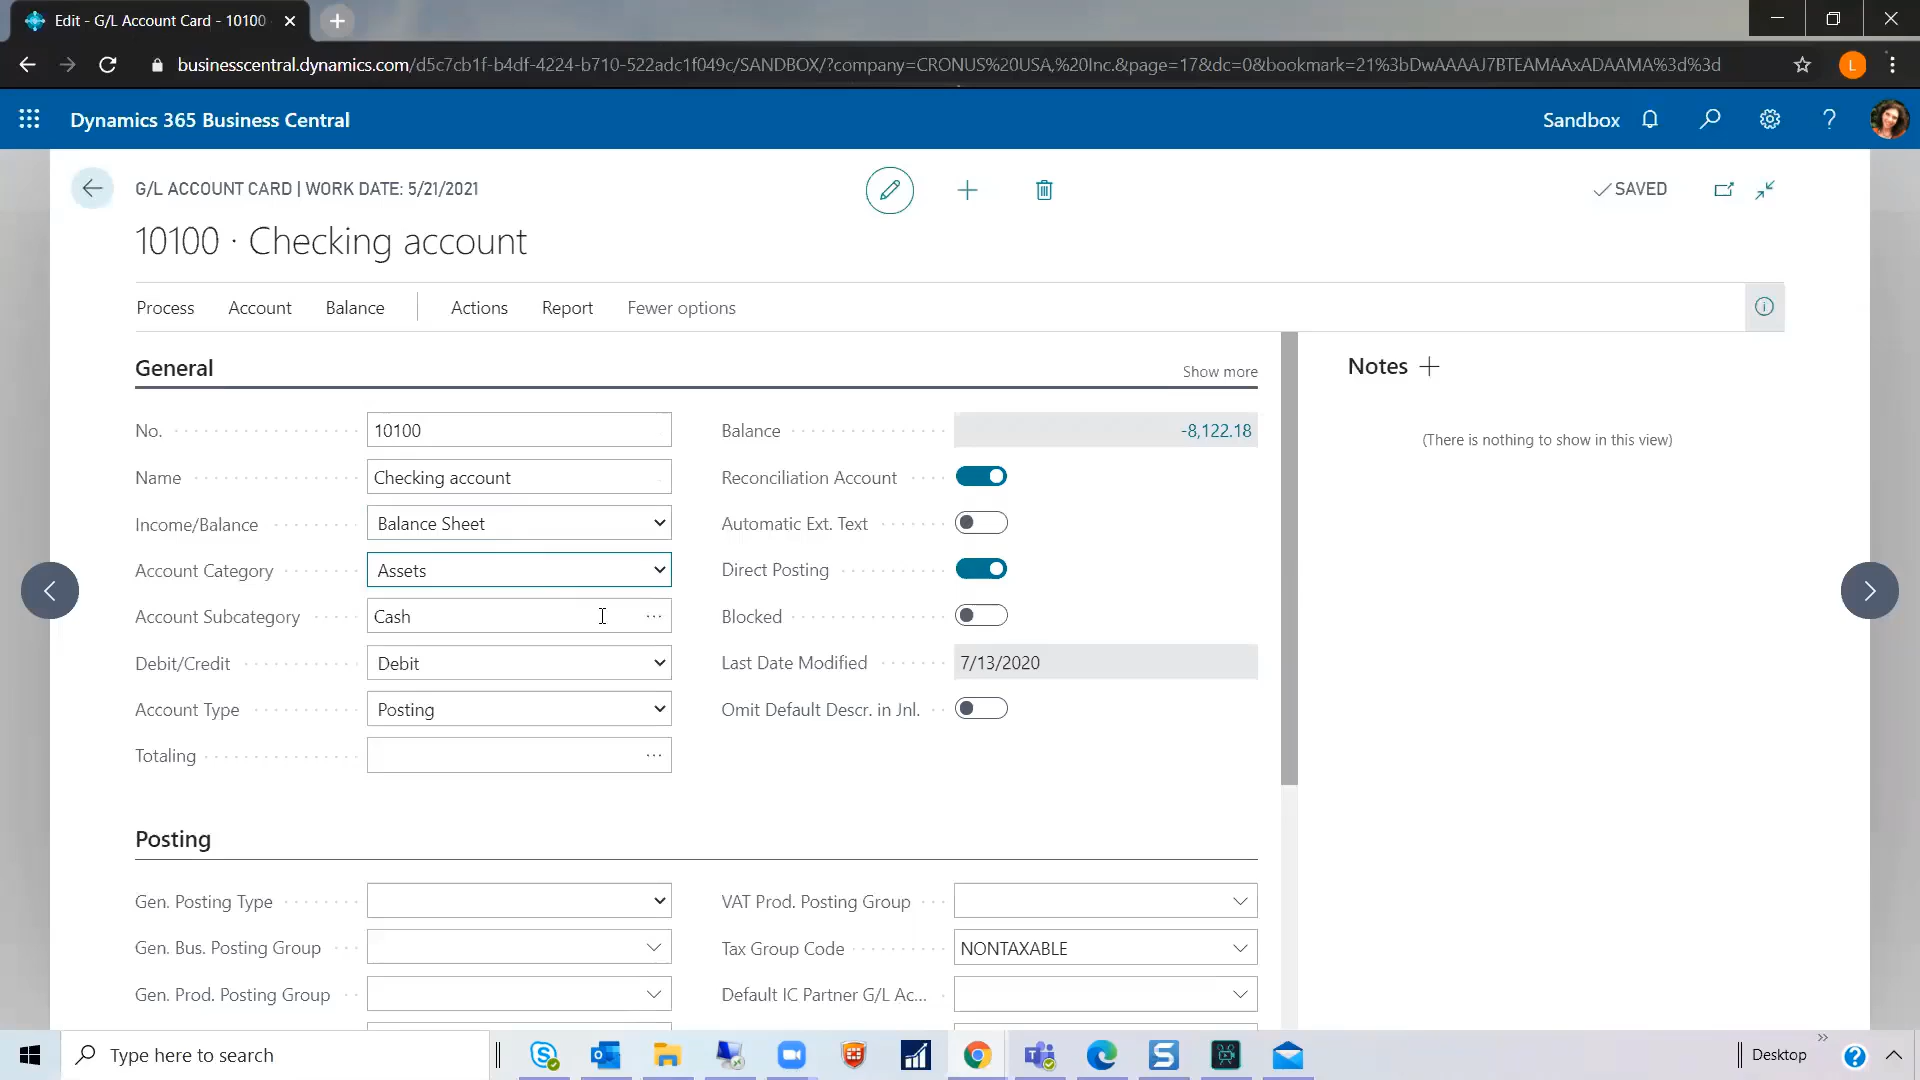 Edit - G/L Account Card - 10100
businesscentral.dynamics.com/d5c7cb1f-b4df-4224-b710-522adc1f049c/SANDBOX/?company=CRONUS%20USA,%20Inc.&page=17&dc=0&bookmark=21%3bDwAAAAJ7BTEAMAAxADAAMA%3d%3d
L
Dynamics 365 Business Central
Sandbox
G/L ACCOUNT CARD | WORK DATE: 5/21/2021
SAVED
10100 · Checking account
Process Account Balance Actions Report Fewer options
General
Show more
Notes
(There is nothing to show in this view)
No. 10100
Name Checking account
Income/Balance Balance Sheet
Account Category Assets
Account Subcategory Cash ...
Debit/Credit Debit
Account Type Posting
Totaling ...
Balance -8,122.18
Reconciliation Account
Automatic Ext. Text
Direct Posting
Blocked
Last Date Modified 7/13/2020
Omit Default Descr. in Jnl.
Posting
Gen. Posting Type
Gen. Bus. Posting Group
Gen. Prod. Posting Group
VAT Prod. Posting Group
Tax Group Code NONTAXABLE
Default IC Partner G/L Ac...
Type here to search
Desktop